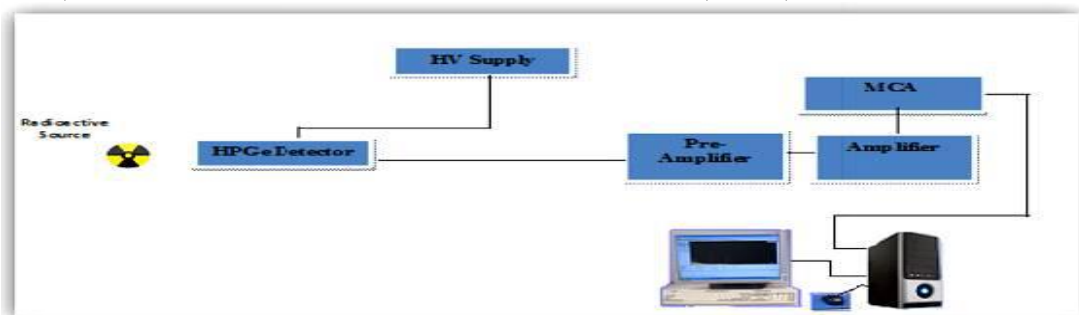 HV Supply
MCA
Radioactive
Source
HPGe Detector
Pre-
Amplifier
Amplifier